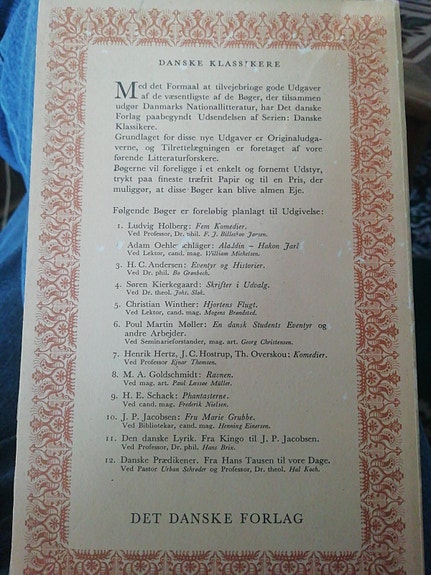 DANSKE KLASSIKERE
Med det Formaal at tilvejebringe gode Udgaver
af de væsentligste af de Bøger, der tilsammen
udgør Danmarks Nationallitteratur, har Det danske
Forlag paabegyndt Udsendelsen af Serien: Danske
Klassikere.
Grundlaget for disse nye Udgaver er Originaludga-
verne, og Tilrettelægningen er foretaget af vore
førende Litteraturforskere.
Bøgerne vil foreligge i et enkelt og fornemt Udstyr,
trykt paa fineste træfrit Papir og til en Pris, der
muliggør, at disse Bøger kan blive almen Eje.
Følgende Bøger er foreløbig planlagt til Udgivelse:
1. Ludvig Holberg: Fem Komedier.
Ved Professor, Dr. phil. F. J. Billeskov Jansen.
Adam Oehlenschläger: Aladdin - Hakon Jarl
Ved Lektor, cand. mag. William Michelsen.
3. H. C. Andersen: Eventyr og Historier.
Ved Dr. phil. Bo Grønbech.
4. Søren Kierkegaard: Skrifter i Udvalg.
Ved Dr. theol. Johs. Sløk.
5. Christian Winther: Hjortens Flugt.
Ved Lektor, cand. mag. Mogens Brøndsted.
6. Poul Martin Møller: En dansk Students Eventyr og
andre Arbejder.
Ved Seminarieforstander, mag. art. Georg Christensen.
7. Henrik Hertz, J. C. Hostrup, Th. Overskou: Komedier.
Ved Professor Ejnar Thomsen.
8. M. A. Goldschmidt: Ravnen.
Ved mag. art. Paul Lassøe Müller.
9. H. E. Schack: Phantasterne.
Ved cand. mag. Frederik Nielsen.
10. J. P. Jacobsen: Fru Marie Grubbe.
Ved Bibliotekar, cand. mag. Henning Einersen.
11. Den danske Lyrik. Fra Kingo til J. P. Jacobsen.
Ved Professor, Dr. phil. Hans Brix.
12. Danske Prædikener. Fra Hans Tausen til vore Dage.
Ved Pastor Urban Schrøder og Professor, Dr. theol. Hal Koch.
DET DANSKE FORLAG